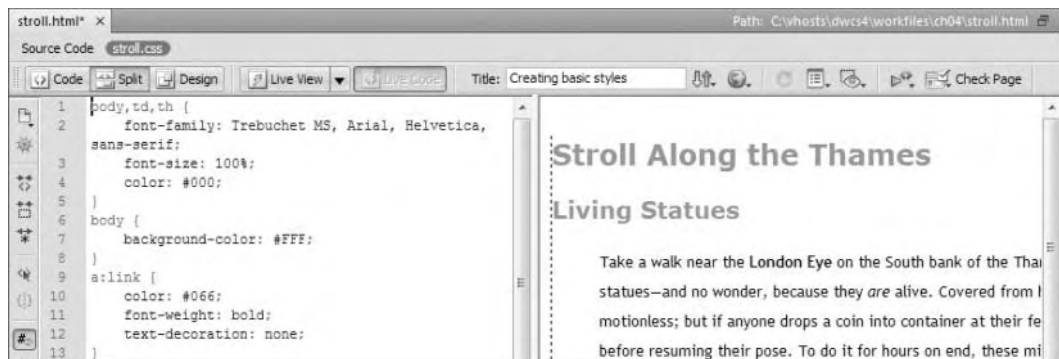 stroll.html* × Path: C:\vhosts\dwcs4\workfiles\ch04\stroll.html
Source Code stroll.css
Code Split Design Live View Live Code Title: Creating basic styles Check Page
1 body,td,th {
2 font-family: Trebuchet MS, Arial, Helvetica,
sans-serif;
3 font-size: 100%;
4 color: #000;
5 }
6 body {
7 background-color: #FFF;
8 }
9 a:link {
10 color: #066;
11 font-weight: bold;
12 text-decoration: none;
13 }
Stroll Along the Thames
Living Statues
Take a walk near the London Eye on the South bank of the
statues—and no wonder, because they are alive. Covered from
motionless; but if anyone drops a coin into container at their
before resuming their pose. To do it for hours on end, these